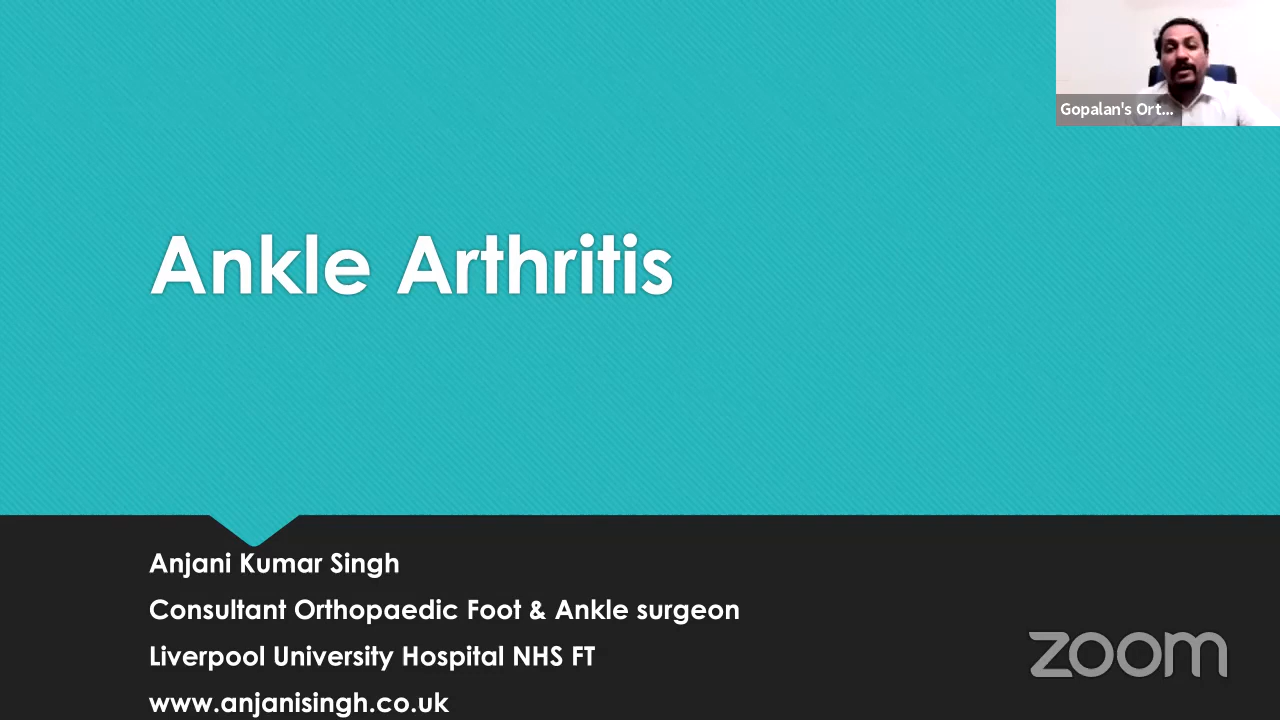 Gopalan's Ort...
Ankle Arthritis
Anjani Kumar Singh
Consultant Orthopaedic Foot & Ankle surgeon
Liverpool University Hospital NHS FT
www.anjanisingh.co.uk
zoom